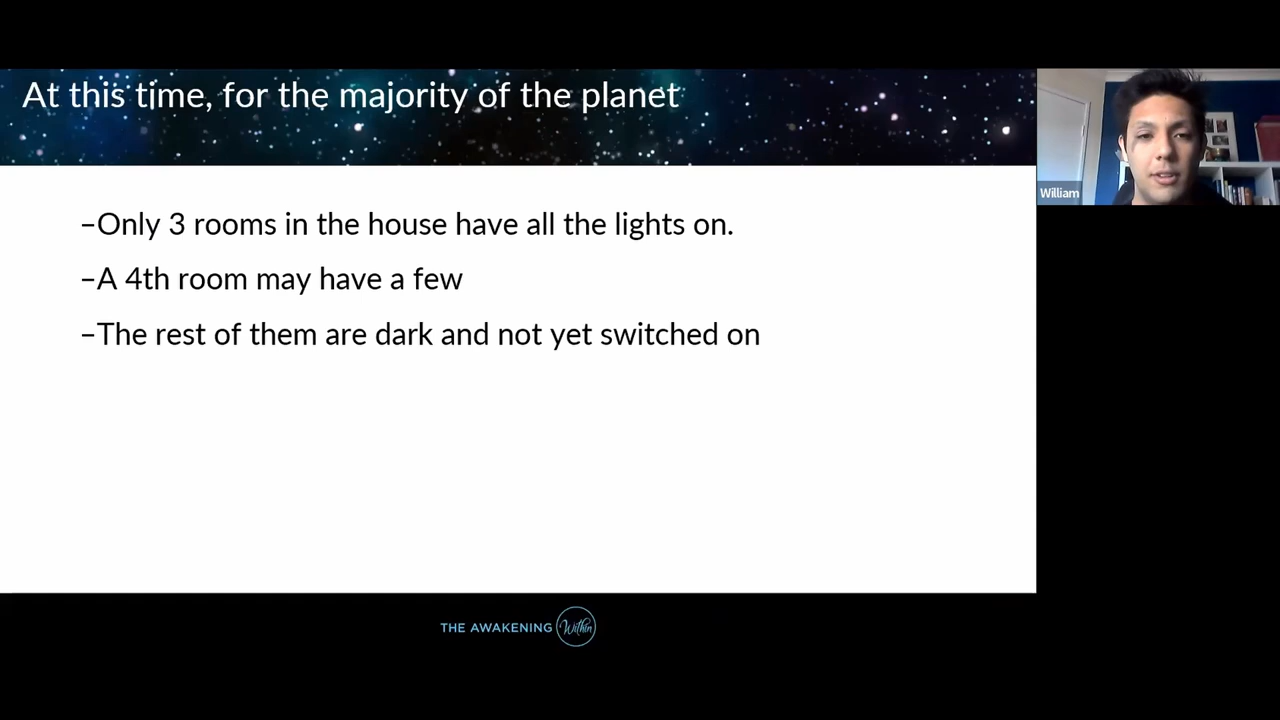 At this time, for the majority of the planet
–Only 3 rooms in the house have all the lights on.
–A 4th room may have a few
–The rest of them are dark and not yet switched on
William
THE AWAKENING Within